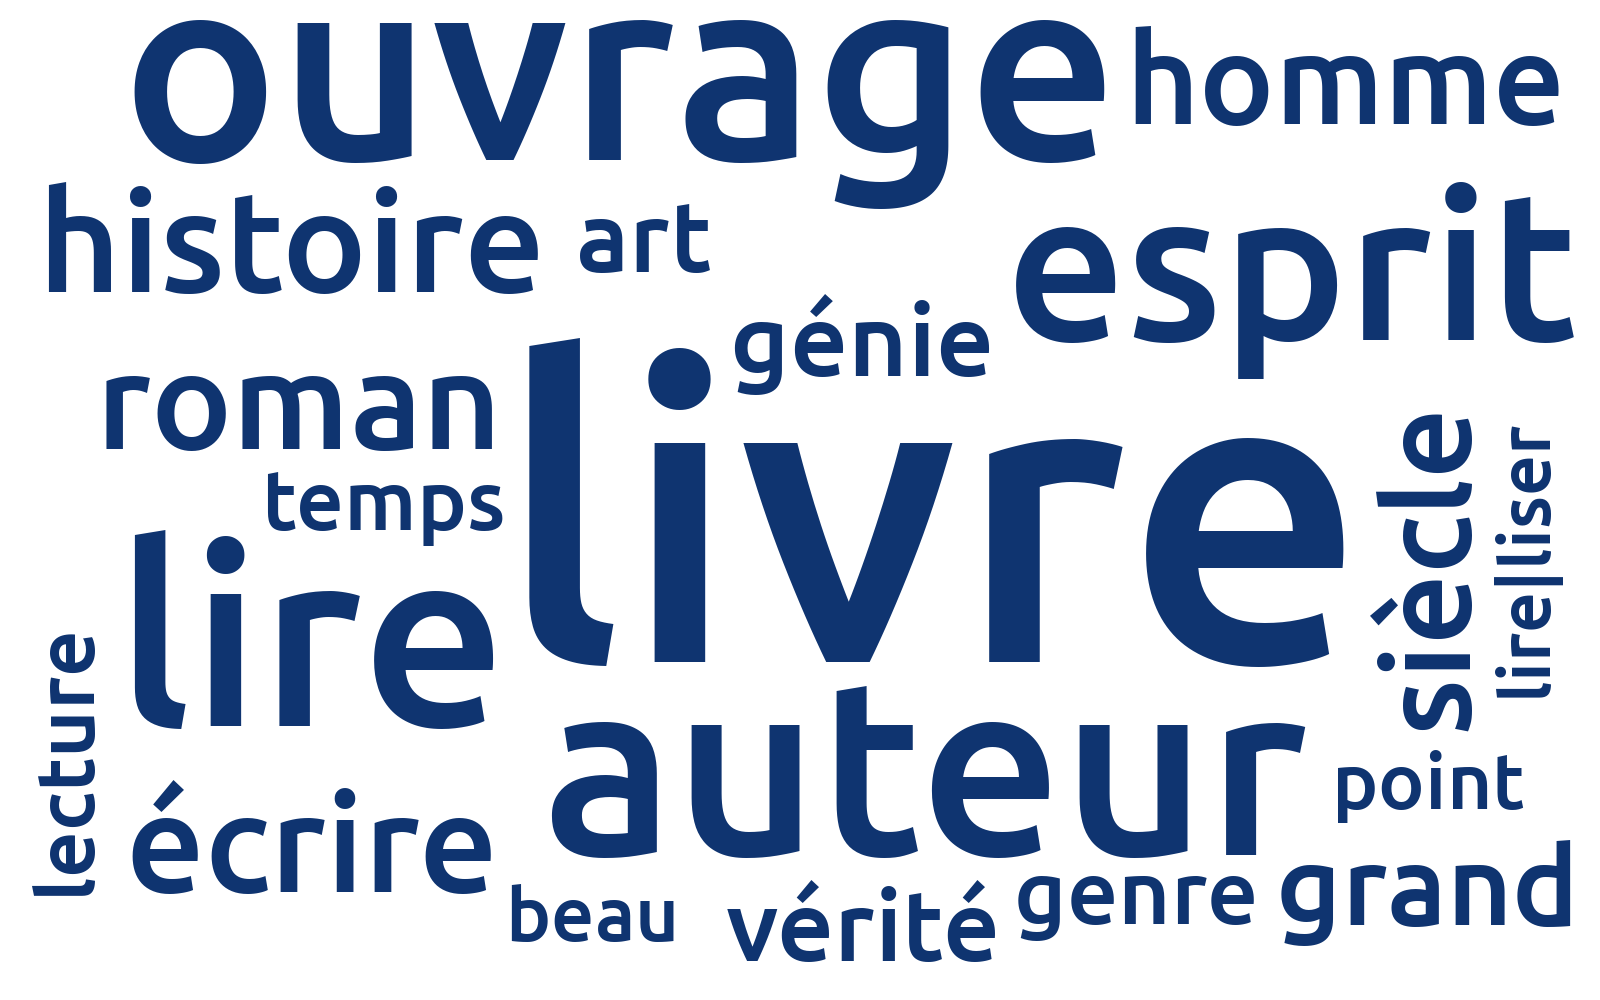 ouvrage
homme
histoire
art
esprit
génie
livre
roman
temps
siècle
lire|liser
lire
lecture
auteur
point
écrire
grand
beau
vérité
genre